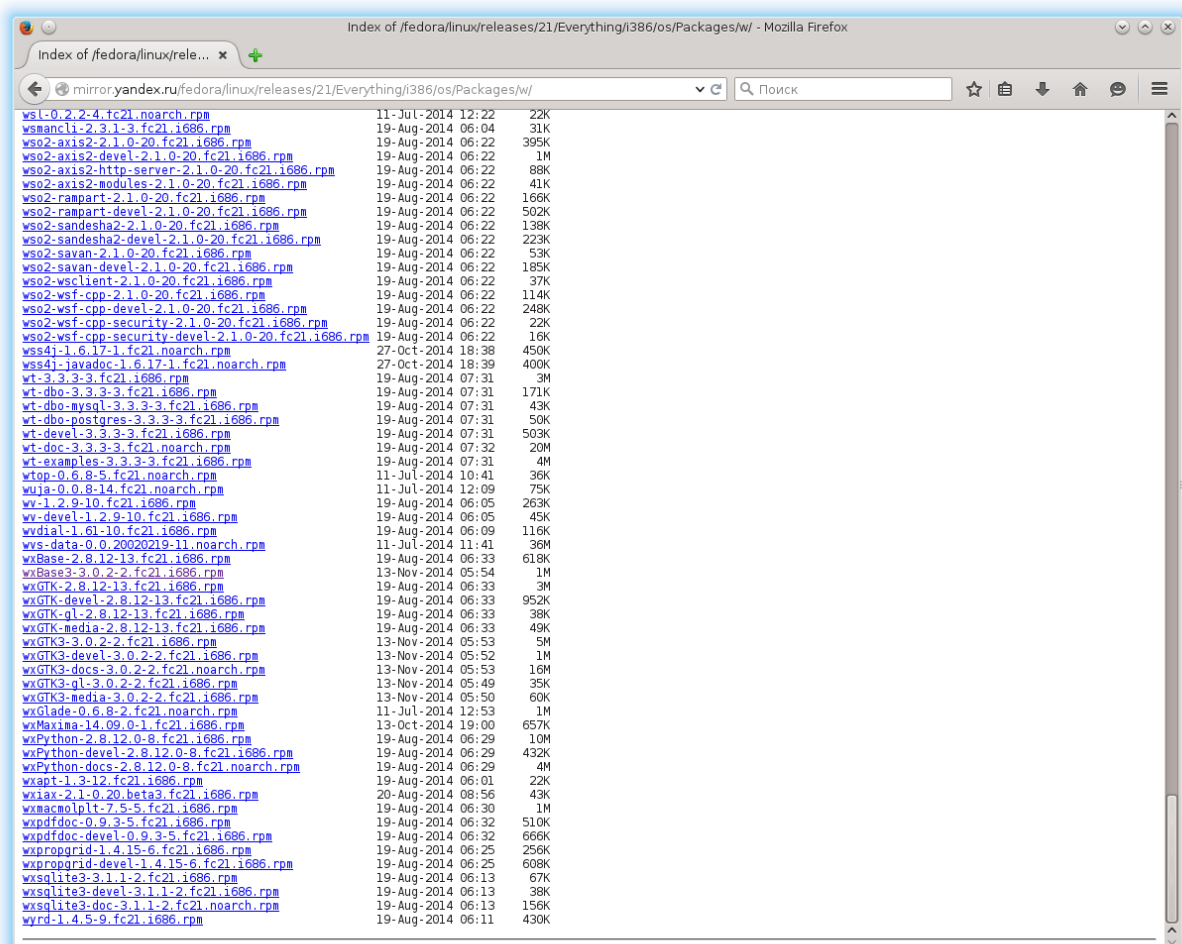 Index of /fedora/linux/releases/21/Everything/i386/os/Packages/w/ - Mozilla Firefox
Index of /fedora/linux/rele...
mirror.yandex.ru/fedora/linux/releases/21/Everything/i386/os/Packages/w/ Поиск
wsl-0.2.2-4.fc21.noarch.rpm 11-Jul-2014 12:22 22K
wsmancli-2.3.1-3.fc21.i686.rpm 19-Aug-2014 06:04 31K
wso2-axis2-2.1.0-20.fc21.i686.rpm 19-Aug-2014 06:22 395K
wso2-axis2-devel-2.1.0-20.fc21.i686.rpm 19-Aug-2014 06:22 1M
wso2-axis2-http-server-2.1.0-20.fc21.i686.rpm 19-Aug-2014 06:22 88K
wso2-axis2-modules-2.1.0-20.fc21.i686.rpm 19-Aug-2014 06:22 41K
wso2-rampart-2.1.0-20.fc21.i686.rpm 19-Aug-2014 06:22 166K
wso2-rampart-devel-2.1.0-20.fc21.i686.rpm 19-Aug-2014 06:22 502K
wso2-sandesha2-2.1.0-20.fc21.i686.rpm 19-Aug-2014 06:22 138K
wso2-sandesha2-devel-2.1.0-20.fc21.i686.rpm 19-Aug-2014 06:22 223K
wso2-savan-2.1.0-20.fc21.i686.rpm 19-Aug-2014 06:22 53K
wso2-savan-devel-2.1.0-20.fc21.i686.rpm 19-Aug-2014 06:22 185K
wso2-wsclient-2.1.0-20.fc21.i686.rpm 19-Aug-2014 06:22 37K
wso2-wsf-cpp-2.1.0-20.fc21.i686.rpm 19-Aug-2014 06:22 114K
wso2-wsf-cpp-devel-2.1.0-20.fc21.i686.rpm 19-Aug-2014 06:22 248K
wso2-wsf-cpp-security-2.1.0-20.fc21.i686.rpm 19-Aug-2014 06:22 22K
wso2-wsf-cpp-security-devel-2.1.0-20.fc21.i686.rpm 19-Aug-2014 06:22 16K
wss4j-1.6.17-1.fc21.noarch.rpm 27-Oct-2014 18:38 450K
wss4j-javadoc-1.6.17-1.fc21.noarch.rpm 27-Oct-2014 18:39 400K
wt-3.3.3-3.fc21.i686.rpm 19-Aug-2014 07:31 3M
wt-dbo-3.3.3-3.fc21.i686.rpm 19-Aug-2014 07:31 171K
wt-dbo-mysql-3.3.3-3.fc21.i686.rpm 19-Aug-2014 07:31 43K
wt-dbo-postgres-3.3.3-3.fc21.i686.rpm 19-Aug-2014 07:31 50K
wt-devel-3.3.3-3.fc21.i686.rpm 19-Aug-2014 07:31 503K
wt-doc-3.3.3-3.fc21.noarch.rpm 19-Aug-2014 07:32 20M
wt-examples-3.3.3-3.fc21.i686.rpm 19-Aug-2014 07:31 4M
wtop-0.6.8-5.fc21.noarch.rpm 11-Jul-2014 10:41 36K
wuja-0.0.8-14.fc21.noarch.rpm 11-Jul-2014 12:09 75K
wv-1.2.9-10.fc21.i686.rpm 19-Aug-2014 06:05 263K
wv-devel-1.2.9-10.fc21.i686.rpm 19-Aug-2014 06:05 45K
wvdial-1.61-10.fc21.i686.rpm 19-Aug-2014 06:09 116K
wvs-data-0.0.20020219-11.noarch.rpm 11-Jul-2014 11:41 36M
wxBase-2.8.12-13.fc21.i686.rpm 19-Aug-2014 06:33 618K
wxBase3-3.0.2-2.fc21.i686.rpm 13-Nov-2014 05:54 1M
wxGTK-2.8.12-13.fc21.i686.rpm 19-Aug-2014 06:33 3M
wxGTK-devel-2.8.12-13.fc21.i686.rpm 19-Aug-2014 06:33 952K
wxGTK-gl-2.8.12-13.fc21.i686.rpm 19-Aug-2014 06:33 38K
wxGTK-media-2.8.12-13.fc21.i686.rpm 19-Aug-2014 06:33 49K
wxGTK3-3.0.2-2.fc21.i686.rpm 13-Nov-2014 05:53 5M
wxGTK3-devel-3.0.2-2.fc21.i686.rpm 13-Nov-2014 05:52 1M
wxGTK3-docs-3.0.2-2.fc21.noarch.rpm 13-Nov-2014 05:53 16M
wxGTK3-gl-3.0.2-2.fc21.i686.rpm 13-Nov-2014 05:49 35K
wxGTK3-media-3.0.2-2.fc21.i686.rpm 13-Nov-2014 05:50 60K
wxGlade-0.6.8-2.fc21.noarch.rpm 11-Jul-2014 12:53 1M
wxMaxima-14.09.0-1.fc21.i686.rpm 13-Oct-2014 19:00 657K
wxPython-2.8.12.0-8.fc21.i686.rpm 19-Aug-2014 06:29 10M
wxPython-devel-2.8.12.0-8.fc21.i686.rpm 19-Aug-2014 06:29 432K
wxPython-docs-2.8.12.0-8.fc21.noarch.rpm 19-Aug-2014 06:29 4M
wxapt-1.3-12.fc21.i686.rpm 19-Aug-2014 06:01 22K
wxiax-2.1-0.20.beta3.fc21.i686.rpm 20-Aug-2014 08:56 43K
wxmacmolplt-7.5-5.fc21.i686.rpm 19-Aug-2014 06:30 1M
wxpdfdoc-0.9.3-5.fc21.i686.rpm 19-Aug-2014 06:32 510K
wxpdfdoc-devel-0.9.3-5.fc21.i686.rpm 19-Aug-2014 06:32 666K
wxpropgrid-1.4.15-6.fc21.i686.rpm 19-Aug-2014 06:25 256K
wxpropgrid-devel-1.4.15-6.fc21.i686.rpm 19-Aug-2014 06:25 608K
wxsqlite3-3.1.1-2.fc21.i686.rpm 19-Aug-2014 06:13 67K
wxsqlite3-devel-3.1.1-2.fc21.i686.rpm 19-Aug-2014 06:13 38K
wxsqlite3-doc-3.1.1-2.fc21.noarch.rpm 19-Aug-2014 06:13 156K
wyrd-1.4.5-9.fc21.i686.rpm 19-Aug-2014 06:11 430K